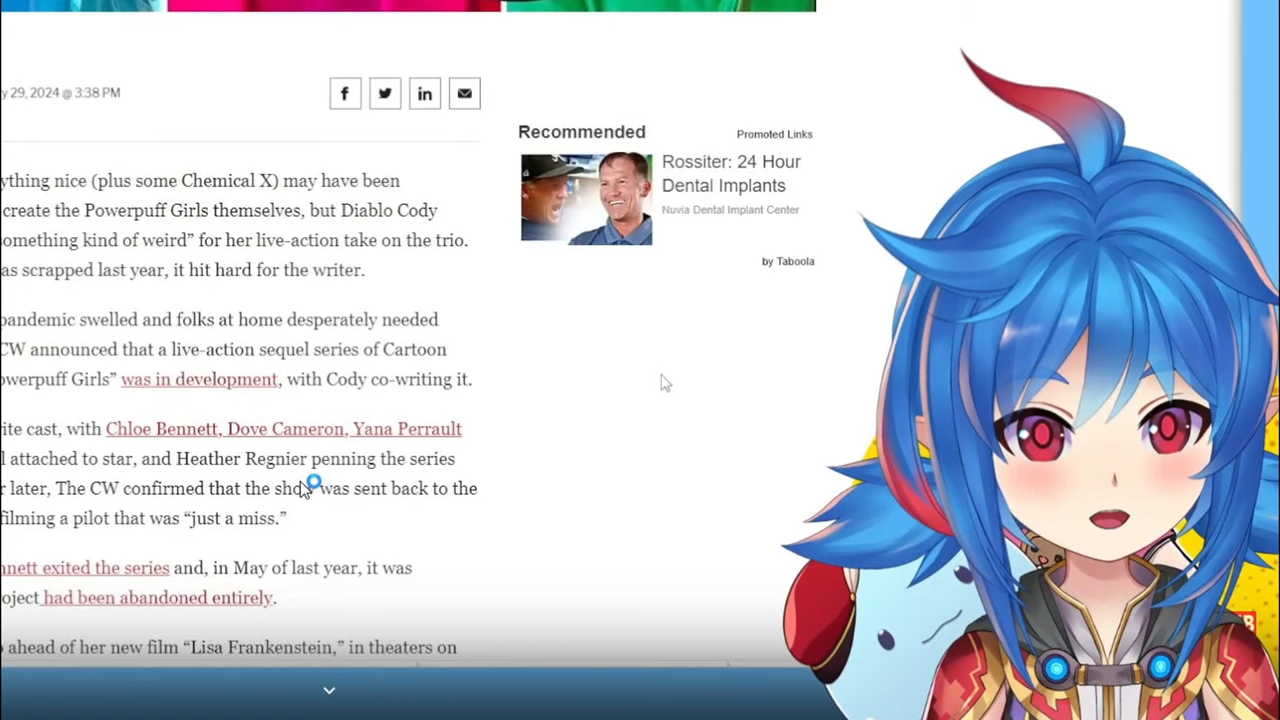 y 29, 2024 @ 3:38 PM
Recommended
Promoted Links
Rossiter: 24 Hour
Dental Implants
Nuvia Dental Implant Center
by Taboola
ything nice (plus some Chemical X) may have been
create the Powerpuff Girls themselves, but Diablo Cody
something kind of weird” for her live-action take on the trio.
as scrapped last year, it hit hard for the writer.
pandemic swelled and folks at home desperately needed
CW announced that a live-action sequel series of Cartoon
owerpuff Girls” was in development, with Cody co-writing it.
rite cast, with Chloe Bennett, Dove Cameron, Yana Perrault
l attached to star, and Heather Regnier penning the series
r later, The CW confirmed that the show was sent back to the
filming a pilot that was “just a miss.”
nnett exited the series and, in May of last year, it was
oject had been abandoned entirely.
o ahead of her new film “Lisa Frankenstein,” in theaters on